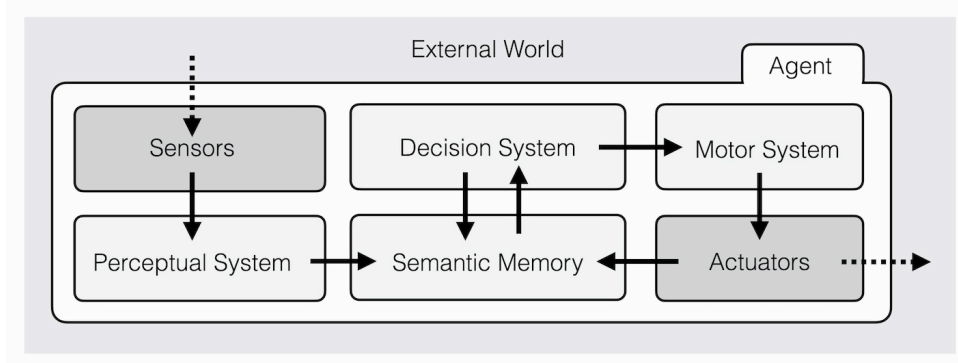 External World
Agent
Sensors
Decision System
Motor System
Perceptual System
Semantic Memory
Actuators